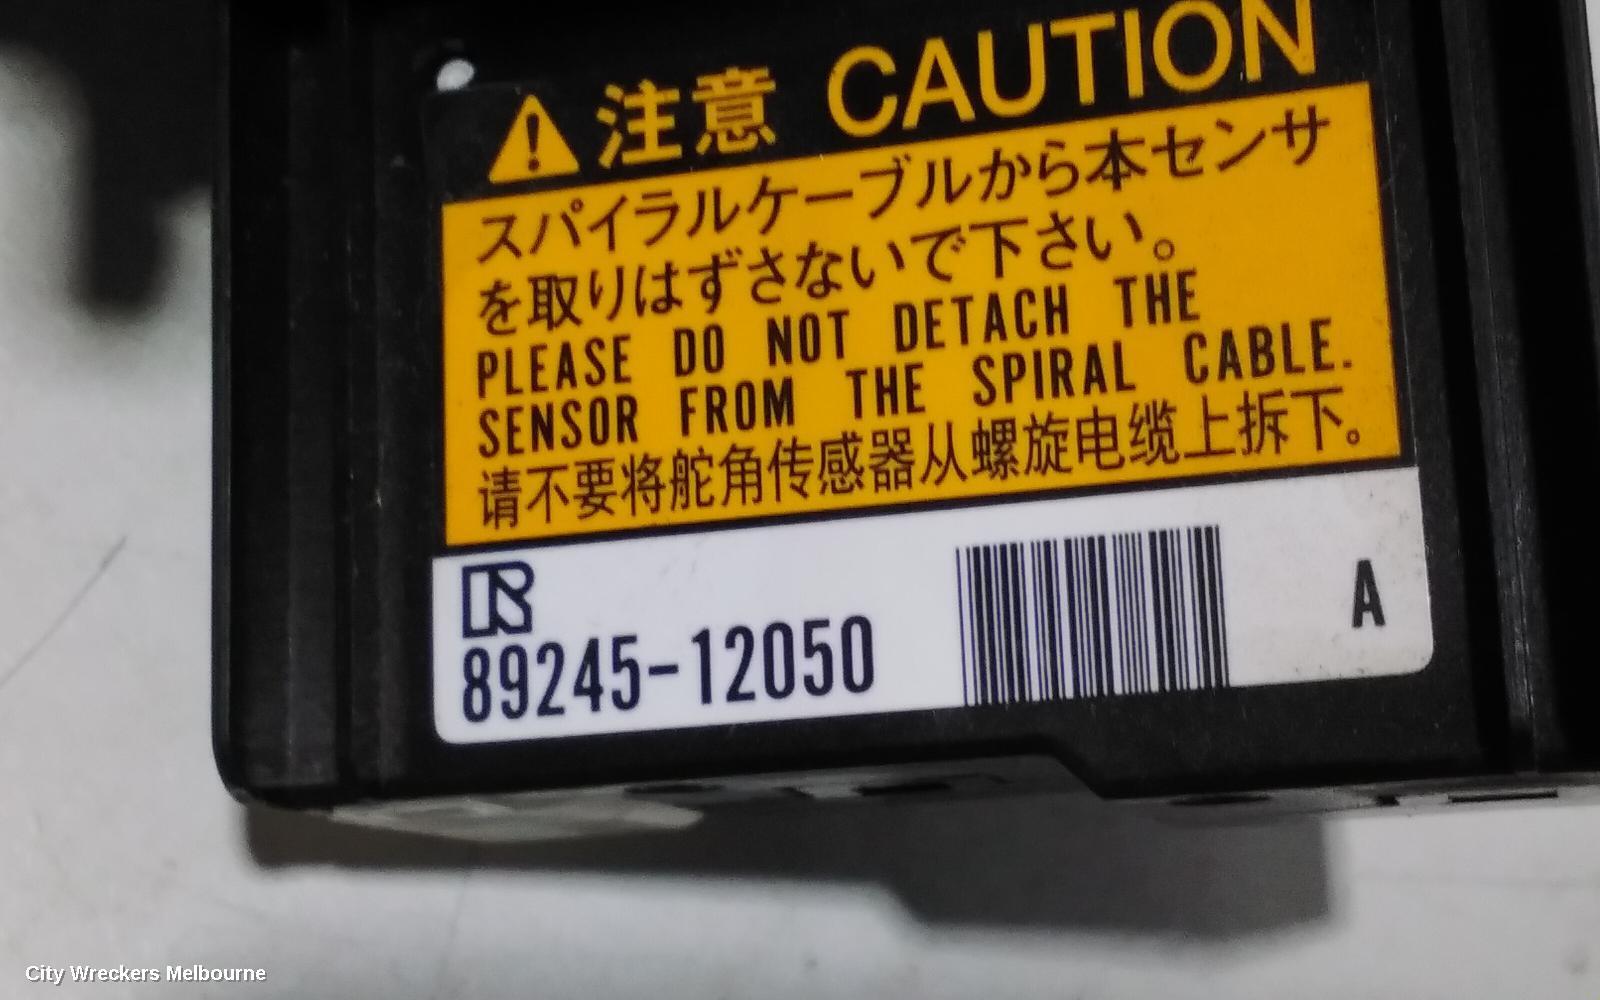 注意 CAUTION
スパイラルケーブルから本センサ
を取りはずさないで下さい。
PLEASE DO NOT DETACH THE
SENSOR FROM THE SPIRAL CABLE.
请不要将舵角传感器从螺旋电缆上拆下。
R
89245-12050
A
City Wreckers Melbourne